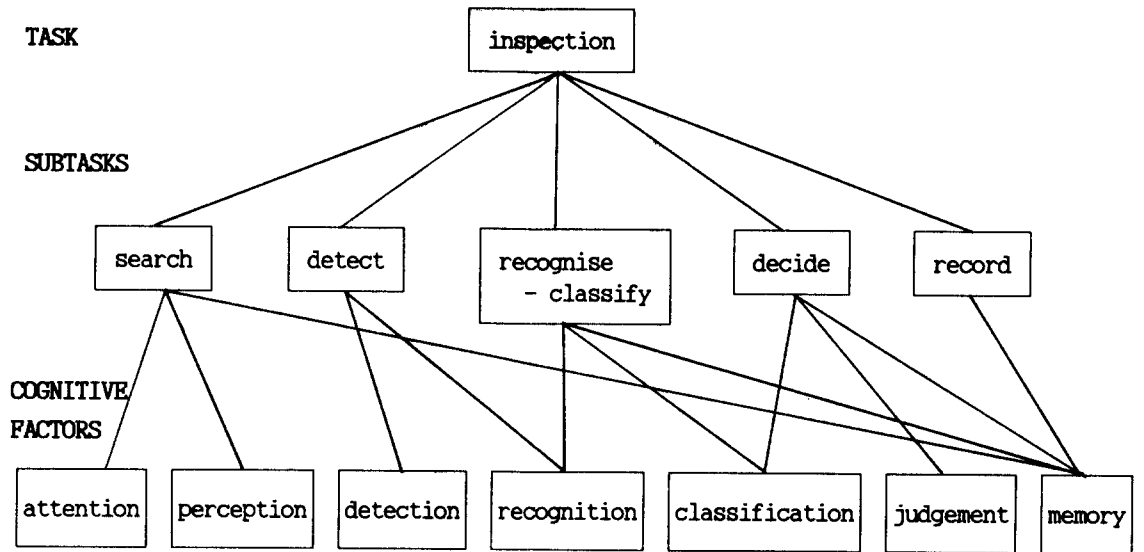 TASK
inspection
SUBTASKS
search
detect
recognise
- classify
decide
record
COGNITIVE
FACTORS
attention
perception
detection
recognition
classification
judgement
memory